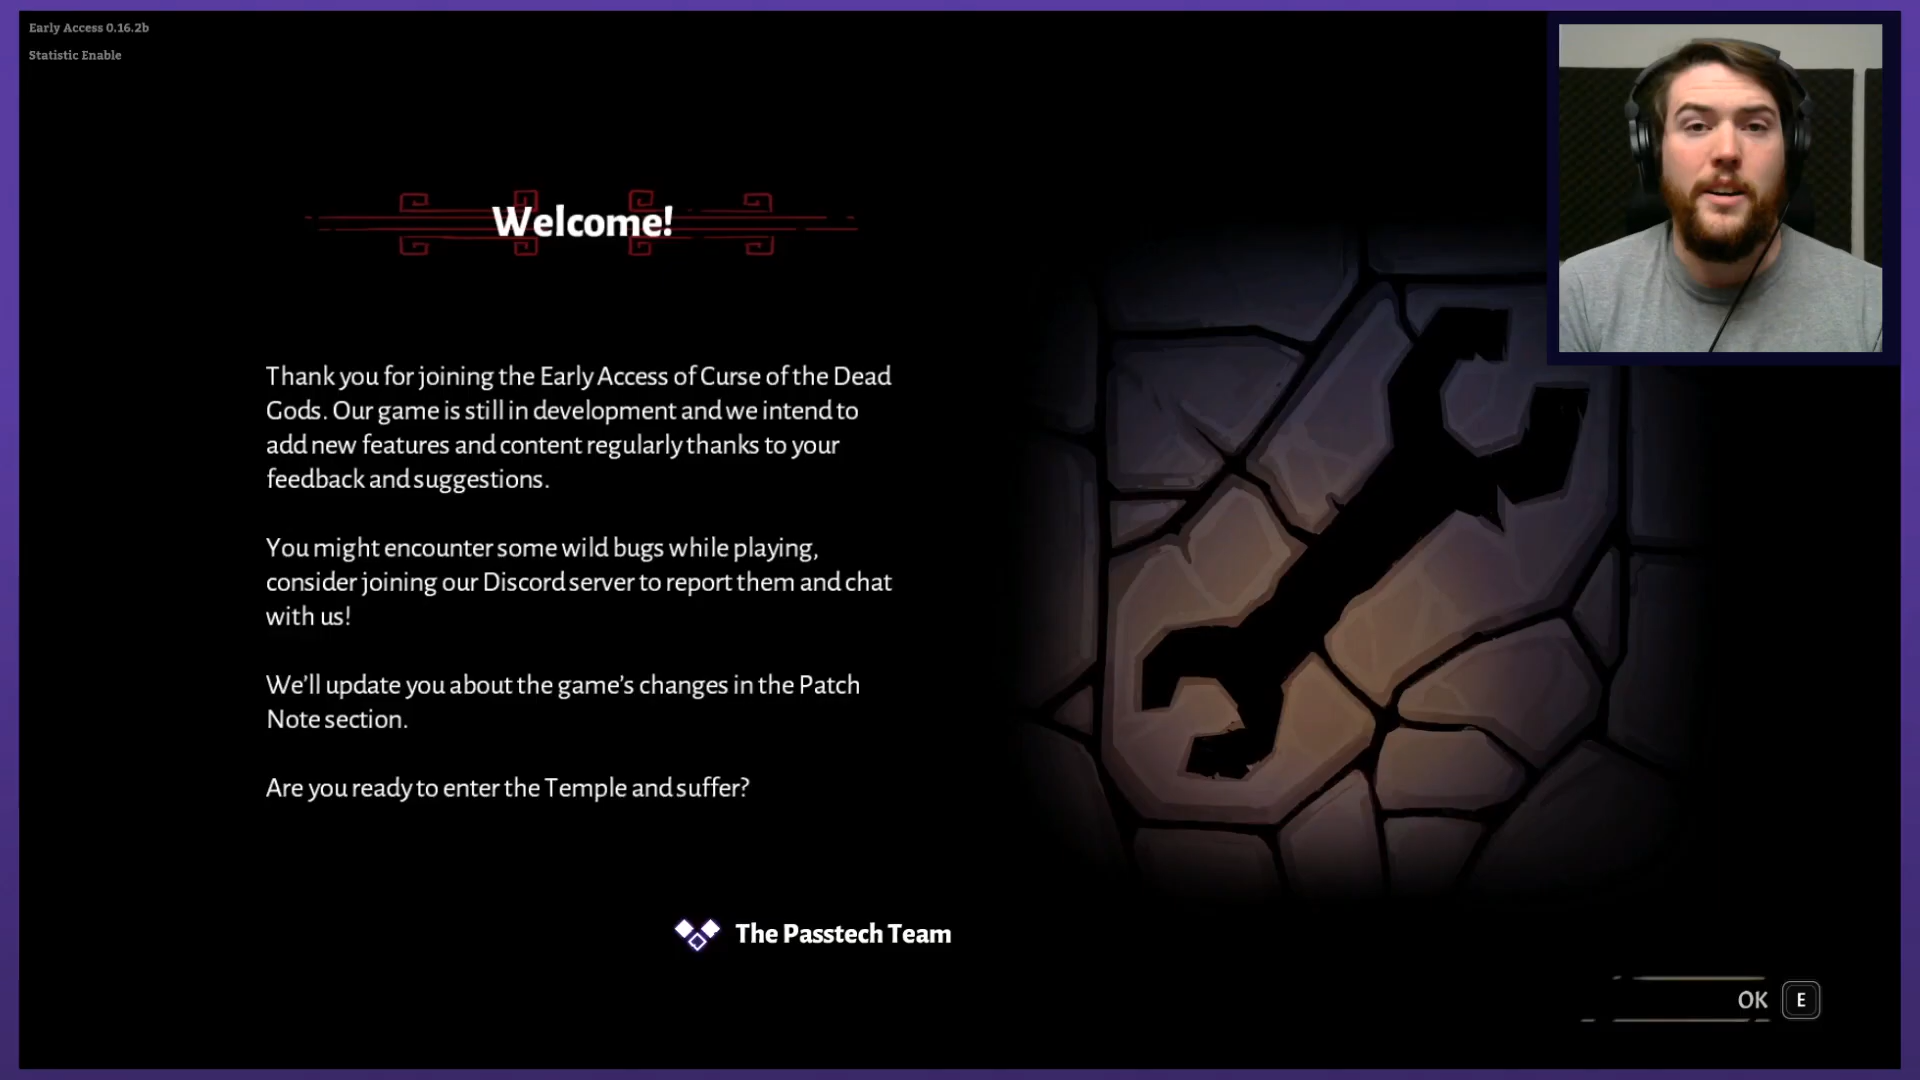 Early Access 0.16.2b
Statistic Enable
Welcome!
Thank you for joining the Early Access of Curse of the Dead
Gods. Our game is still in development and we intend to
add new features and content regularly thanks to your
feedback and suggestions.
You might encounter some wild bugs while playing,
consider joining our Discord server to report them and chat
with us!
We'll update you about the game's changes in the Patch
Note section.
Are you ready to enter the Temple and suffer?
The Passtech Team
OK E